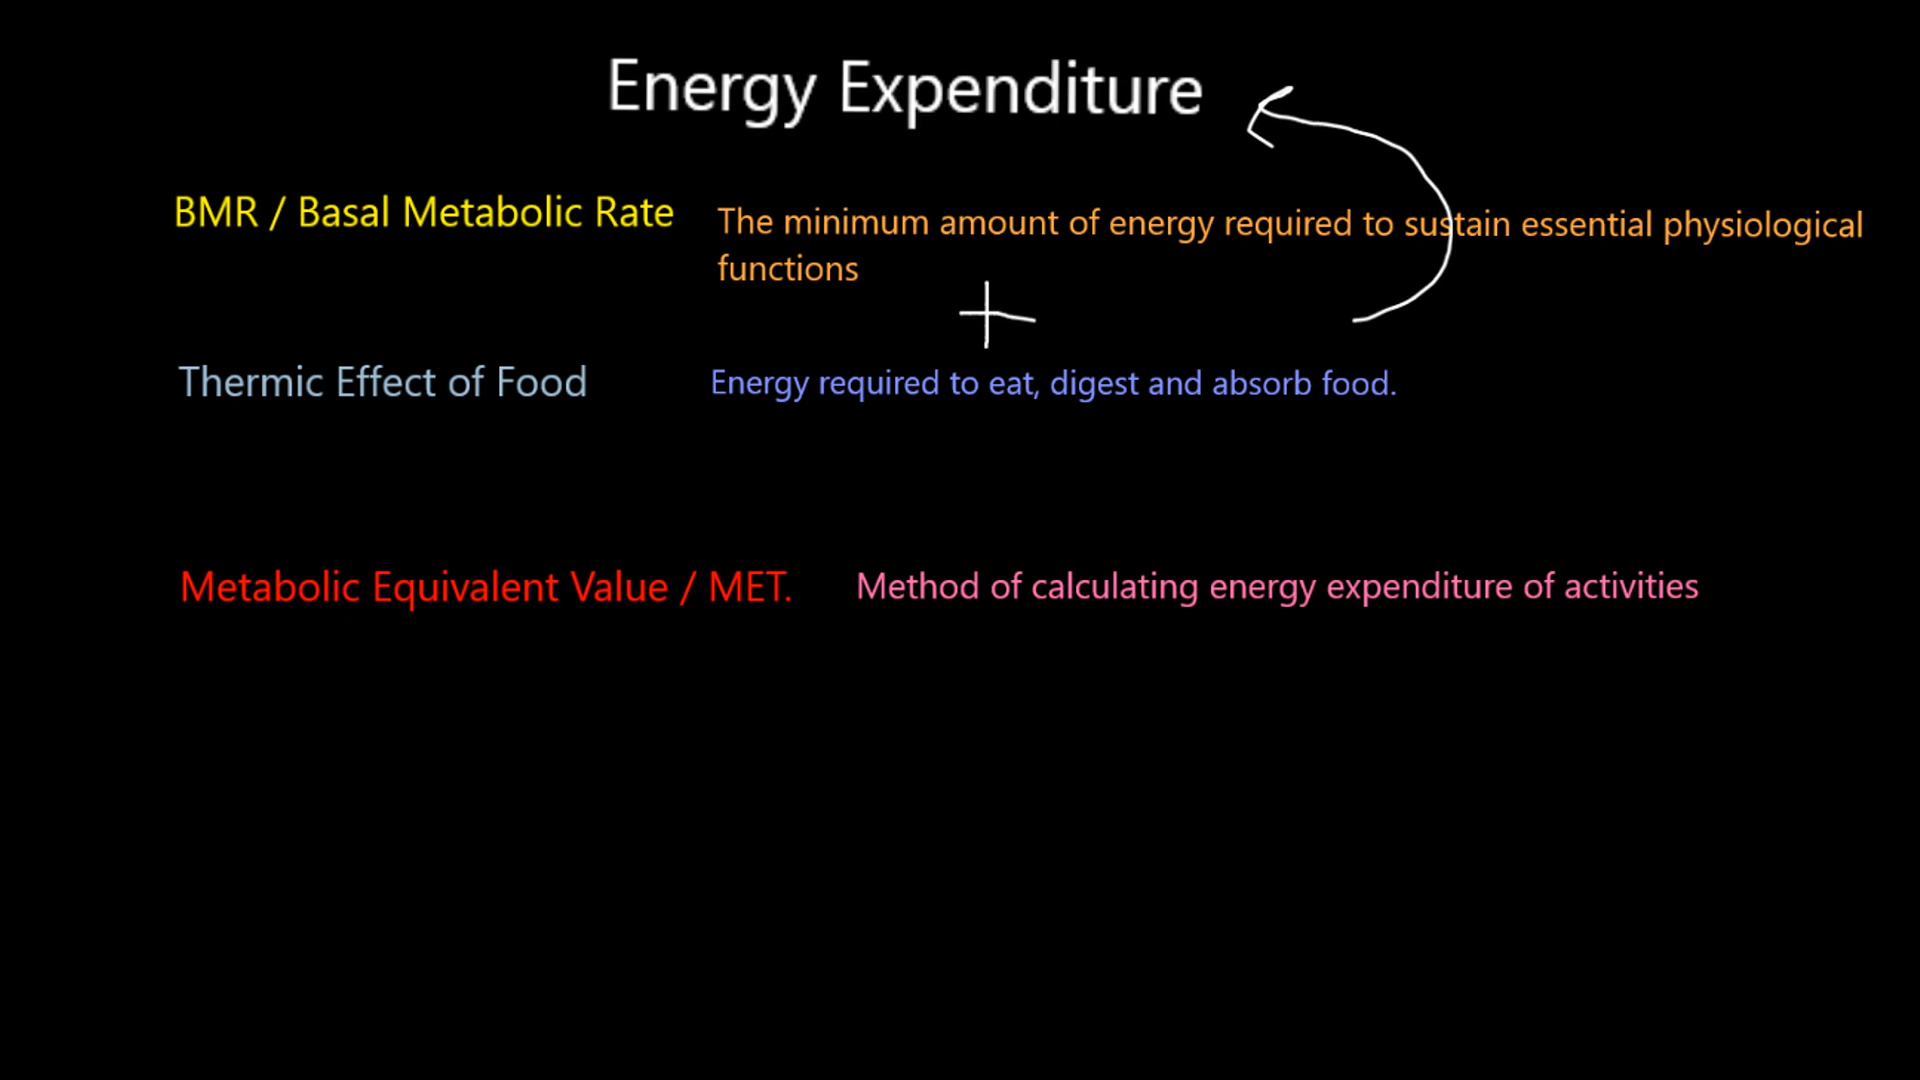 Energy Expenditure
BMR / Basal Metabolic Rate
The minimum amount of energy required to sustain essential physiological
functions
+
Thermic Effect of Food
Energy required to eat, digest and absorb food.
Metabolic Equivalent Value / MET.
Method of calculating energy expenditure of activities